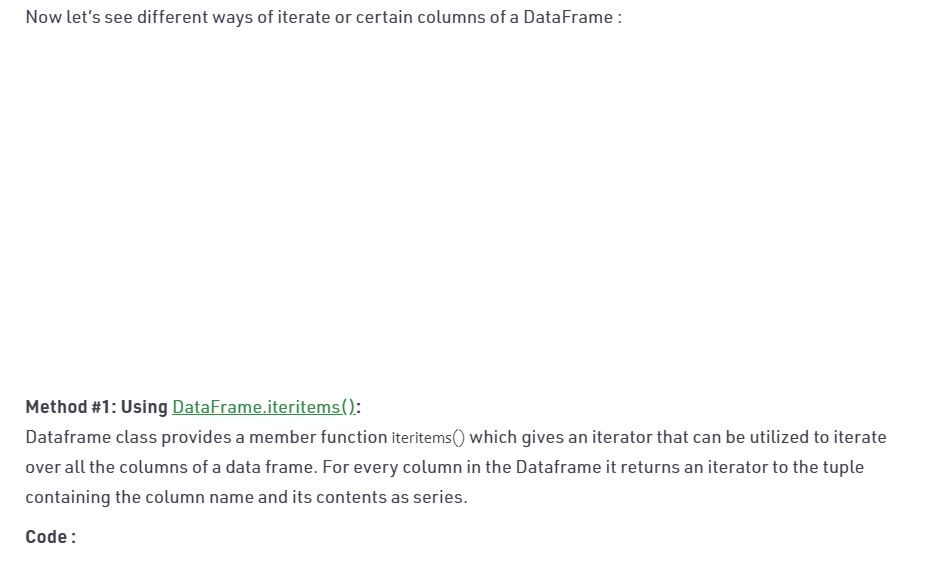 Now let's see different ways of iterate or certain columns of a DataFrame :
Method #1: Using DataFrame.iteritems():
Dataframe class provides a member function iteritems() which gives an iterator that can be utilized to iterate
over all the columns of a data frame. For every column in the Dataframe it returns an iterator to the tuple
containing the column name and its contents as series.
Code :